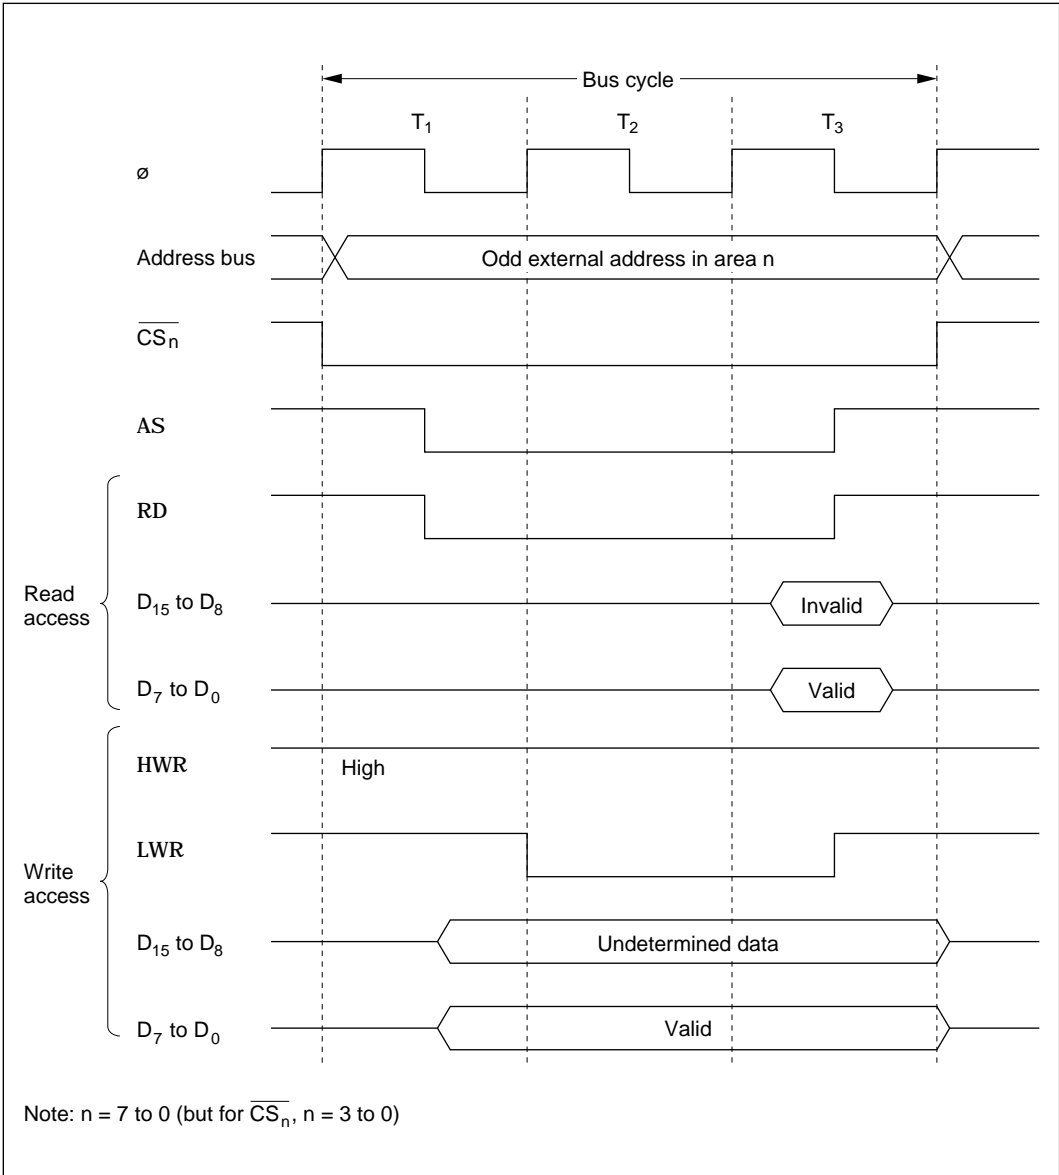 Bus cycle
T1 T2 T3
ø
Address bus Odd external address in area n
CSn
AS
RD
Read access
D15 to D8 Invalid
D7 to D0 Valid
HWR High
LWR
Write access
D15 to D8 Undetermined data
D7 to D0 Valid
Note: n = 7 to 0 (but for CSn, n = 3 to 0)